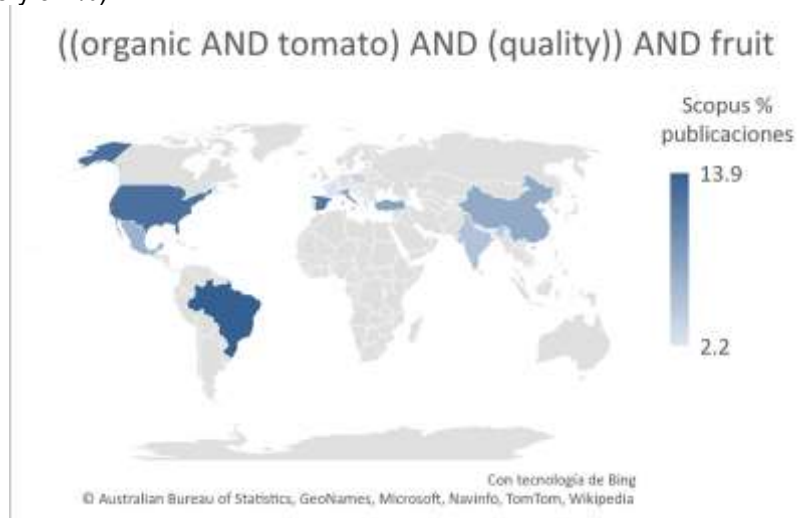 ((organic AND tomato) AND (quality)) AND fruit
Scopus %
publicaciones
13.9
2.2
Con tecnología de Bing
© Australian Bureau of Statistics, GeoNames, Microsoft, Navinfo, TomTom, Wikipedia